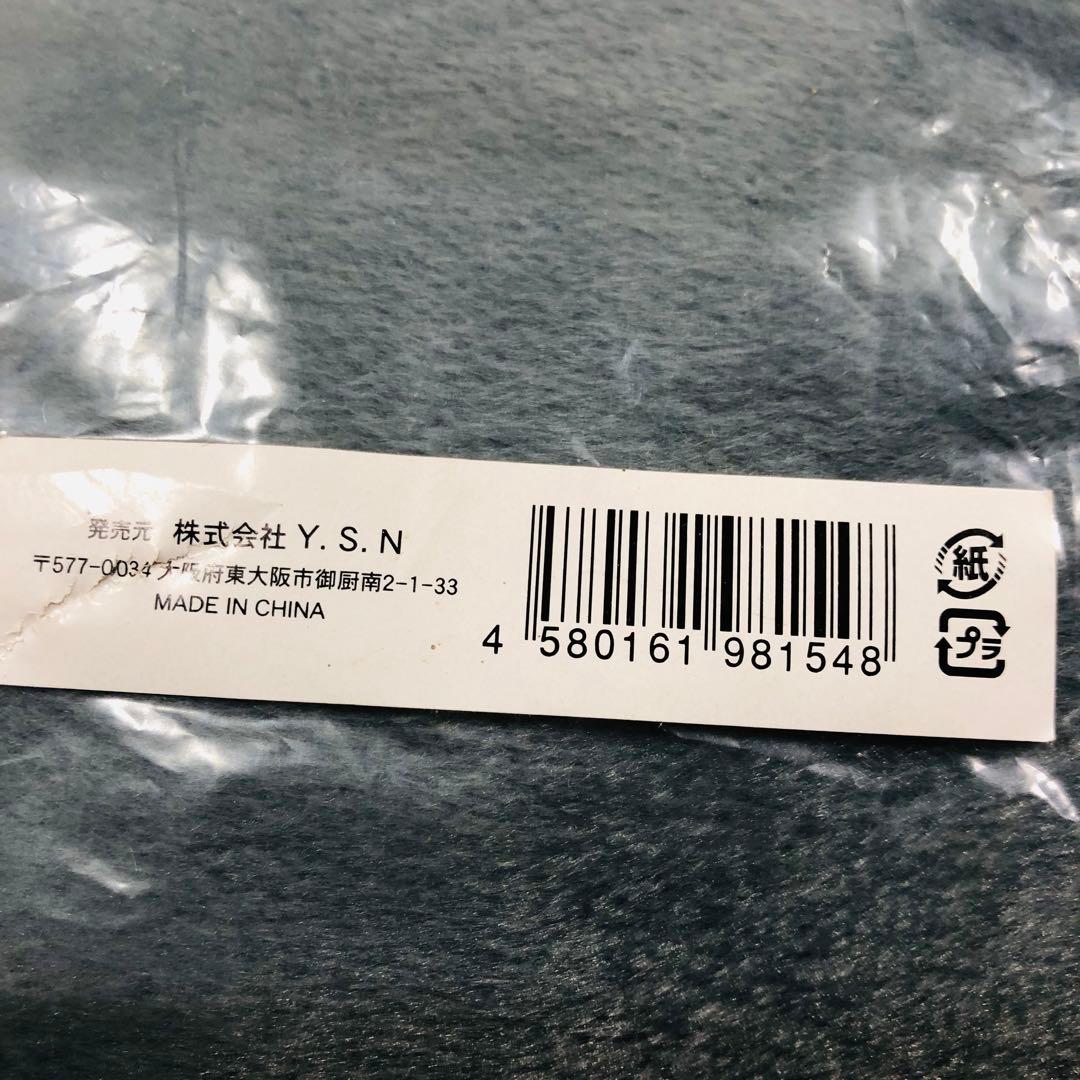 発売元 株式会社 Y. S. N
〒577-0034 大阪府東大阪市御厨南2-1-33
MADE IN CHINA
4 580161 981548
紙
プラ